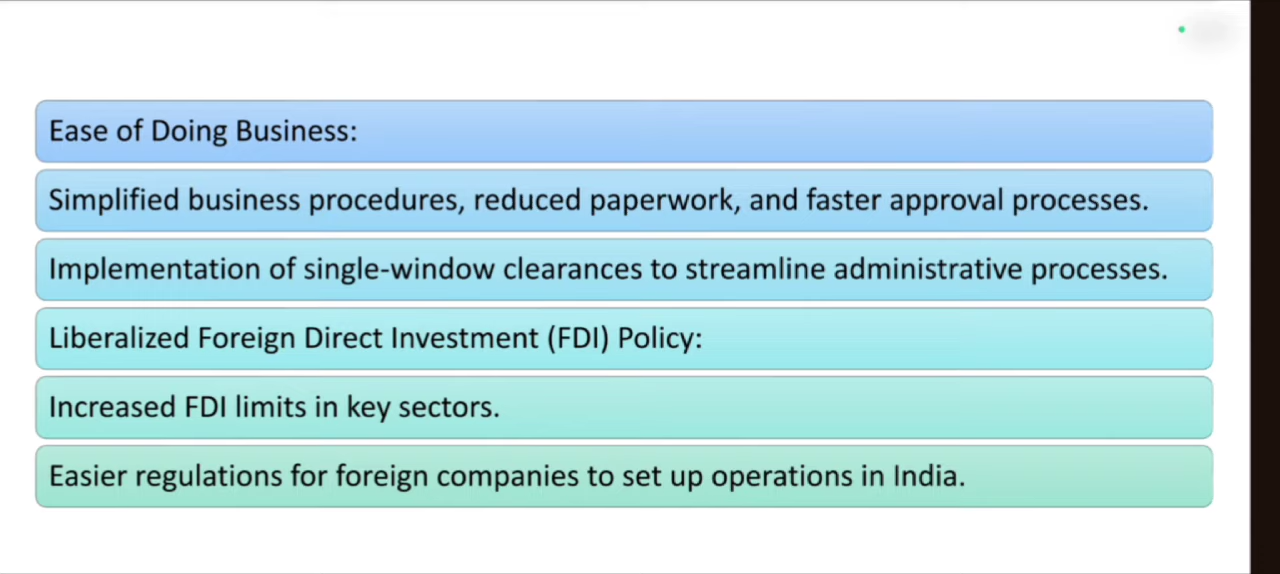 Ease of Doing Business:
Simplified business procedures, reduced paperwork, and faster approval processes.
Implementation of single-window clearances to streamline administrative processes.
Liberalized Foreign Direct Investment (FDI) Policy:
Increased FDI limits in key sectors.
Easier regulations for foreign companies to set up operations in India.